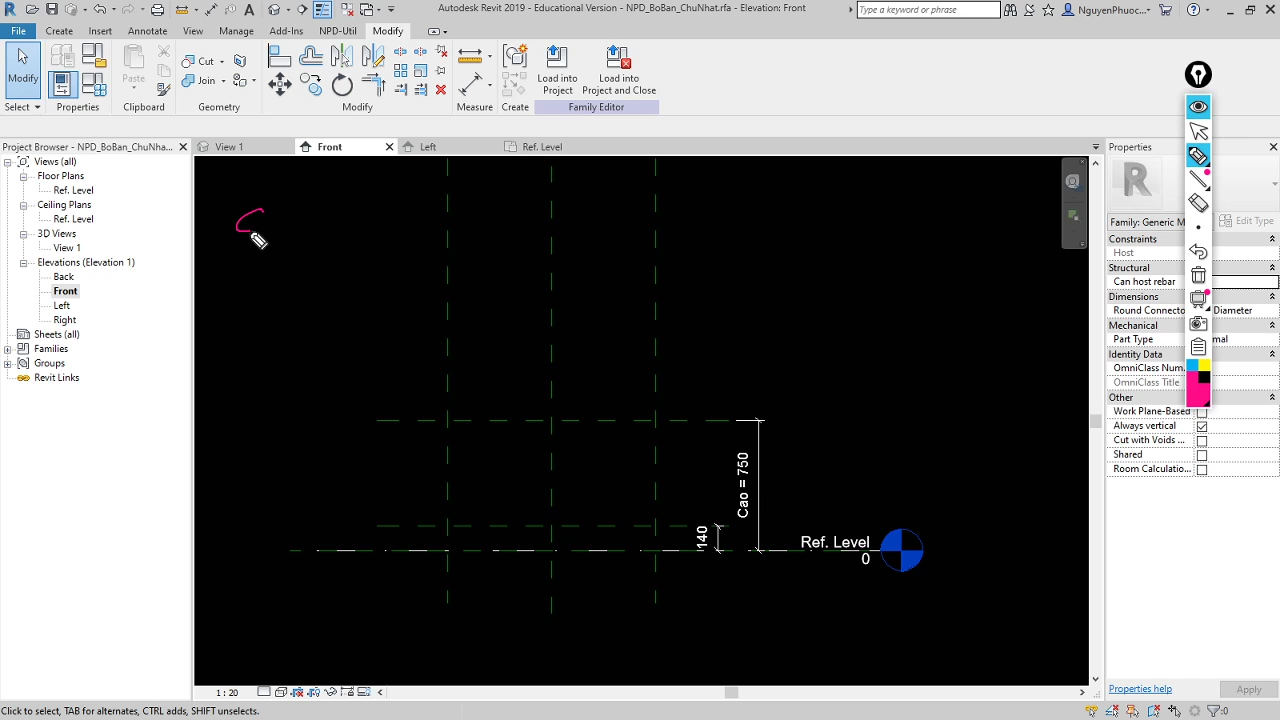 Autodesk Revit 2019 - Educational Version - NPD_BoBan_ChuNhat.rfa - Elevation: Front
Type a keyword or phrase
NguyenPhuoc...
File Create Insert Annotate View Manage Add-Ins NPD-Util Modify
Modify
Paste
Cut
Join
Load into Project
Load into Project and Close
Select Properties Clipboard Geometry Modify Measure Create Family Editor
Project Browser - NPD_BoBan_ChuNha...
View 1
Front
Left
Ref. Level
Properties
Views (all)
Floor Plans
Ref. Level
Ceiling Plans
Ref. Level
3D Views
View 1
Elevations (Elevation 1)
Back
Front
Left
Right
Sheets (all)
Families
Groups
Revit Links
Cao = 750
140
Ref. Level
0
R
Family: Generic M
Edit Type
Constraints
Host
Structural
Can host rebar
Dimensions
Round Connecto Diameter
Mechanical
Part Type mal
Identity Data
OmniClass Num
OmniClass Title
Other
Work Plane-Based
Always vertical
Cut with Voids ...
Shared
Room Calculatio...
Properties help
Apply
1 : 20
Click to select, TAB for alternates, CTRL adds, SHIFT unselects.
:0